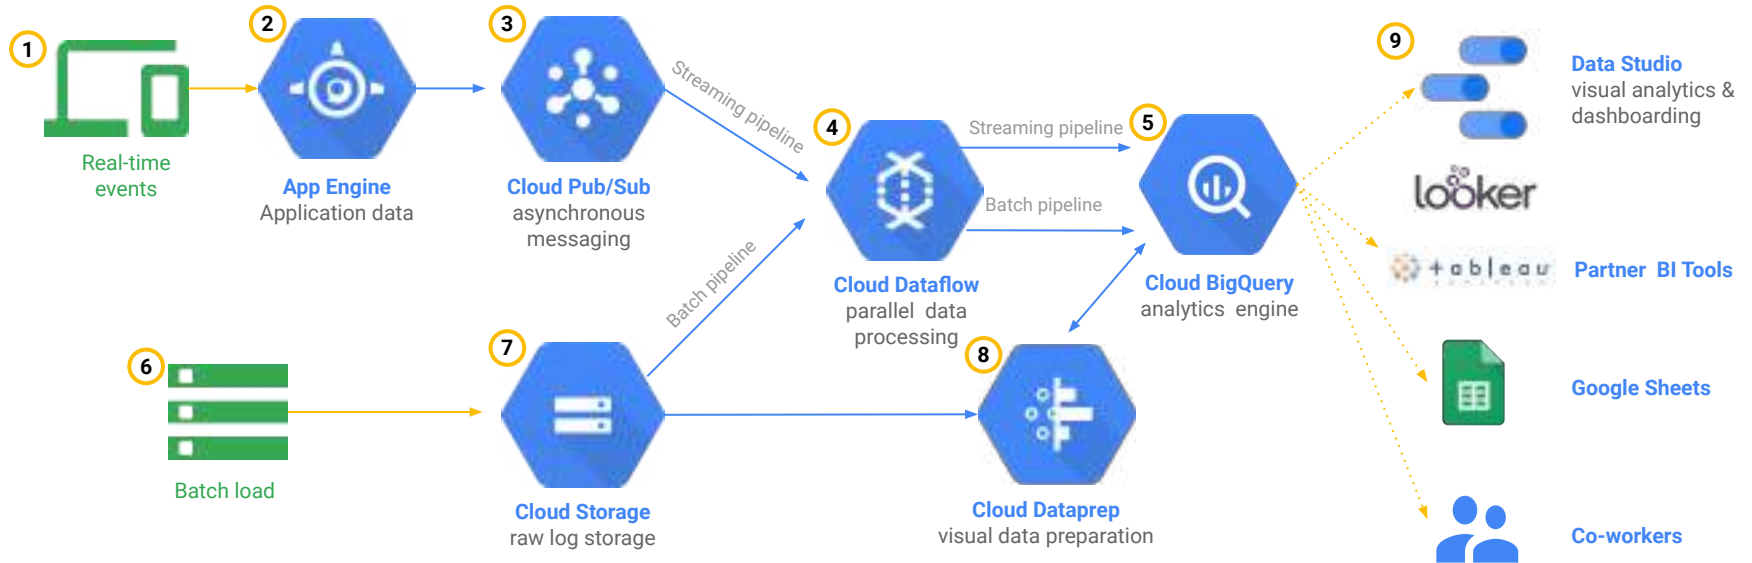 1
Real-time
events
2
App Engine
Application data
3
Cloud Pub/Sub
asynchronous
messaging
Streaming pipeline
Batch pipeline
4
Cloud Dataflow
parallel data
processing
Streaming pipeline
Batch pipeline
5
Cloud BigQuery
analytics engine
6
Batch load
7
Cloud Storage
raw log storage
8
Cloud Dataprep
visual data preparation
9
Data Studio
visual analytics &
dashboarding
looker
+ableau
Partner BI Tools
Google Sheets
Co-workers